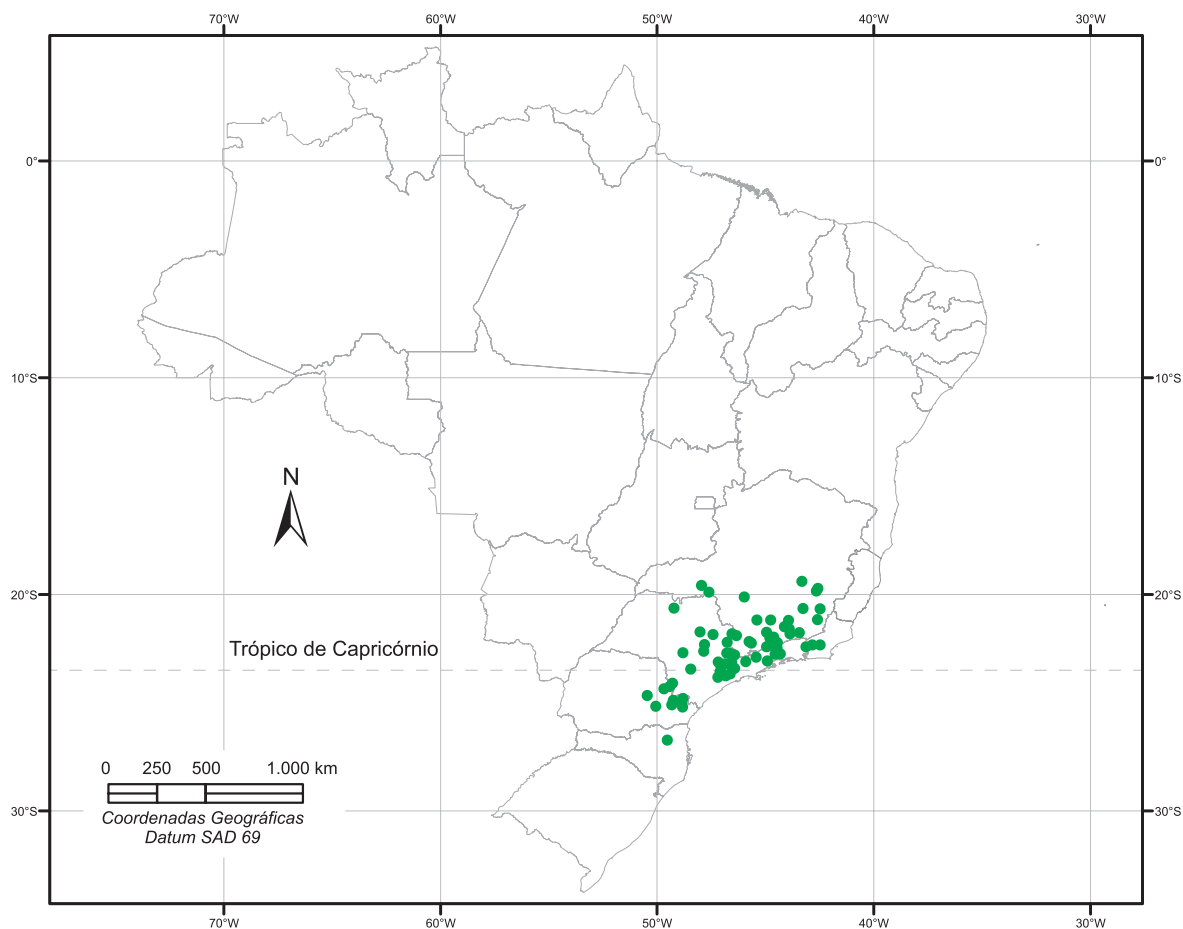 70°W 60°W 50°W 40°W 30°W
0° 0°
10°S 10°S
N
20°S 20°S
Trópico de Capricórnio
0 250 500 1.000 km
Coordenadas Geográficas
Datum SAD 69
30°S 30°S
70°W 60°W 50°W 40°W 30°W